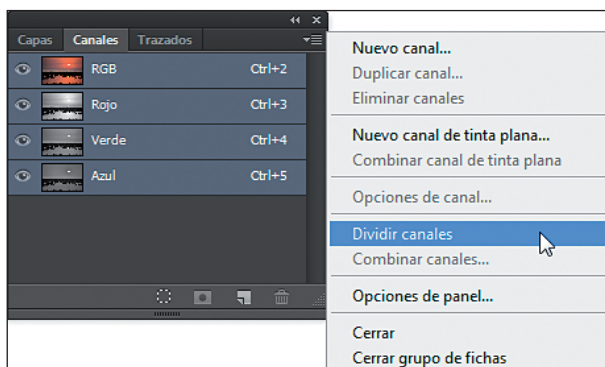 Capas Canales Trazados
RGB Ctrl+2
Rojo Ctrl+3
Verde Ctrl+4
Azul Ctrl+5
Nuevo canal...
Duplicar canal...
Eliminar canales
Nuevo canal de tinta plana...
Combinar canal de tinta plana
Opciones de canal...
Dividir canales
Combinar canales...
Opciones de panel...
Cerrar
Cerrar grupo de fichas